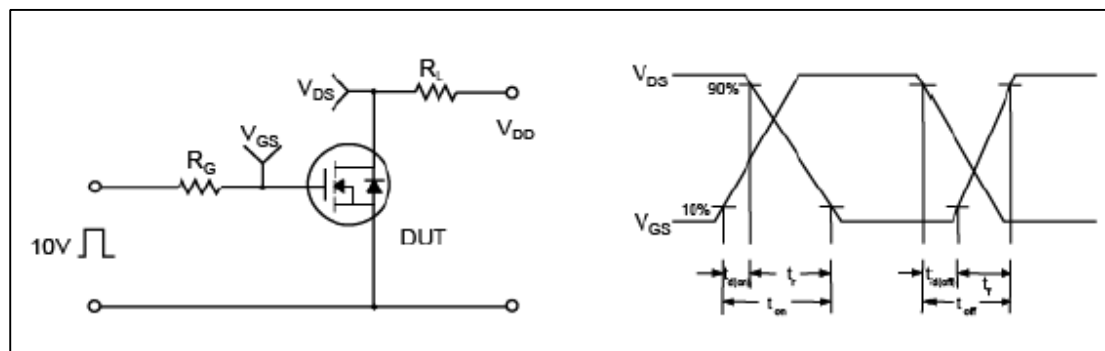 V_DS
R_L
V_DD
V_GS
R_G
10V
DUT
V_DS
90%
10%
V_GS
t_d(on)
t_r
t_on
t_d(off)
t_f
t_off